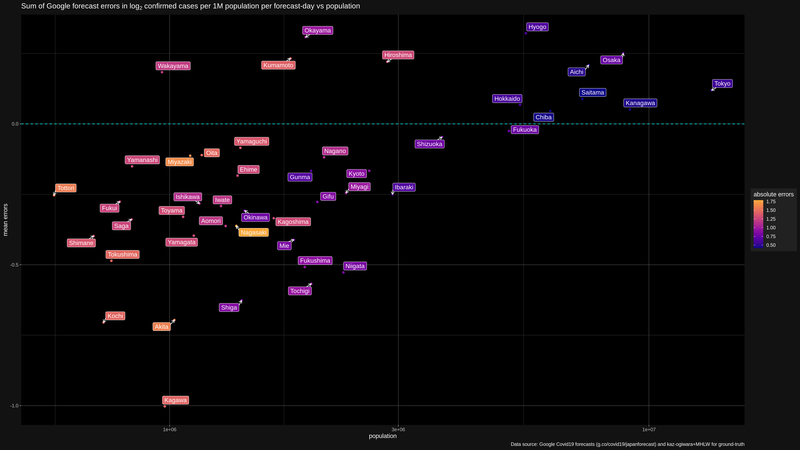 Sum of Google forecast errors in log2 confirmed cases per 1M population per forecast-day vs population
Okayama
Hyogo
Hiroshima
Osaka
Wakayama
Kumamoto
Aichi
Tokyo
Saitama
Hokkaido
Kanagawa
Chiba
0.0
Fukuoka
Yamaguchi
Shizuoka
Oita
Nagano
Yamanashi
Miyazaki
Ehime
Kyoto
Gunma
Tottori
Miyagi
Ibaraki
absolute errors
Ishikawa
Gifu
1.75
Iwate
1.50
Fukui
Toyama
1.25
Okinawa
1.00
Aomori
Kagoshima
0.75
Saga
0.50
mean errors
Nagasaki
Shimane
Yamagata
Mie
Tokushima
Fukushima
-0.5
Niigata
Tochigi
Shiga
Kochi
Akita
Kagawa
-1.0
1e+06
3e+06
1e+07
population
Data source: Google Covid19 forecasts (g.co/covid19/japanforecast) and kaz-ogiwara+MHLW for ground-truth